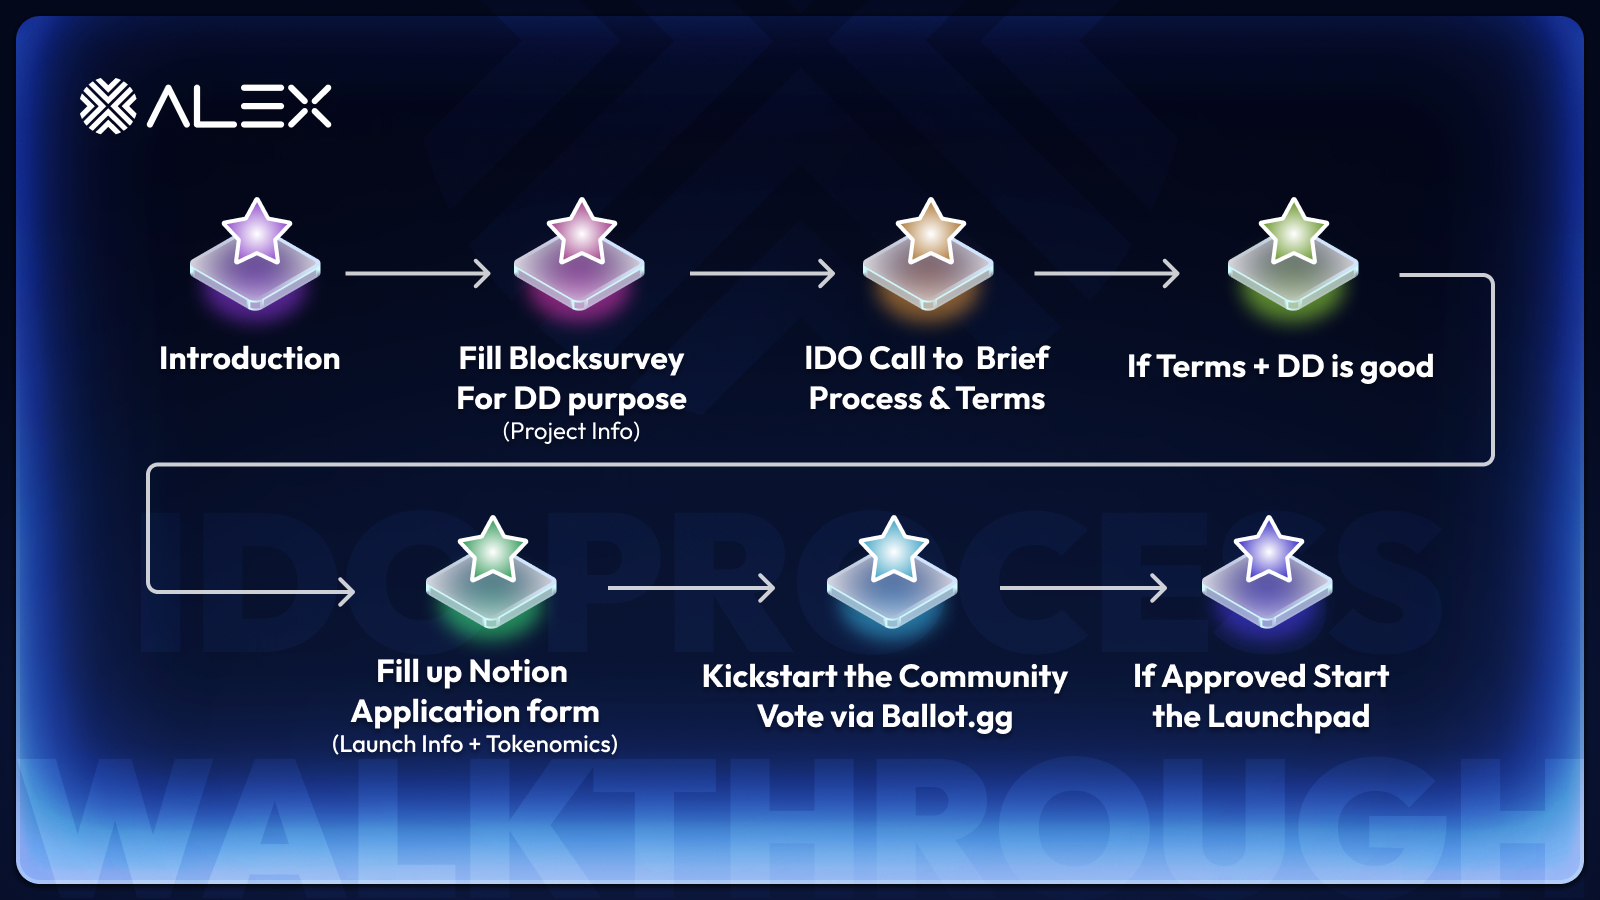 ALEX
Introduction
Fill Blocksurvey
For DD purpose
(Project Info)
IDO Call to  Brief
Process & Terms
If Terms + DD is good
IDO PROCESS
Fill up Notion
Application form
(Launch Info + Tokenomics)
Kickstart the Community
Vote via Ballot.gg
If Approved Start
the Launchpad
WALKTHROUGH